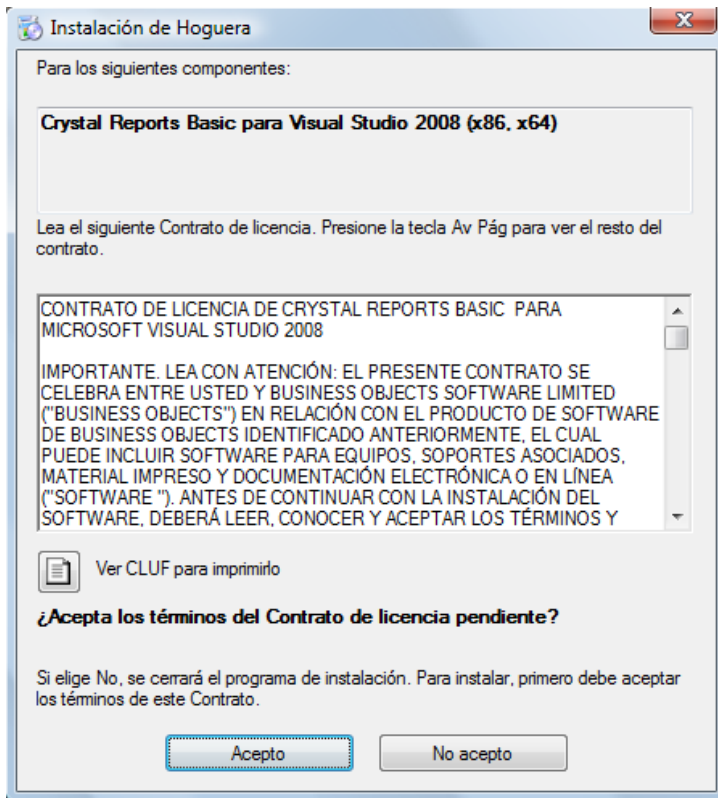 Instalación de Hoguera
Para los siguientes componentes:
Crystal Reports Basic para Visual Studio 2008 (x86, x64)
Lea el siguiente Contrato de licencia. Presione la tecla Av Pág para ver el resto del
contrato.
CONTRATO DE LICENCIA DE CRYSTAL REPORTS BASIC PARA
MICROSOFT VISUAL STUDIO 2008
IMPORTANTE. LEA CON ATENCIÓN: EL PRESENTE CONTRATO SE
CELEBRA ENTRE USTED Y BUSINESS OBJECTS SOFTWARE LIMITED
("BUSINESS OBJECTS") EN RELACIÓN CON EL PRODUCTO DE SOFTWARE
DE BUSINESS OBJECTS IDENTIFICADO ANTERIORMENTE, EL CUAL
PUEDE INCLUIR SOFTWARE PARA EQUIPOS, SOPORTES ASOCIADOS,
MATERIAL IMPRESO Y DOCUMENTACIÓN ELECTRÓNICA O EN LÍNEA
("SOFTWARE "). ANTES DE CONTINUAR CON LA INSTALACIÓN DEL
SOFTWARE, DEBERÁ LEER, CONOCER Y ACEPTAR LOS TÉRMINOS Y
Ver CLUF para imprimirlo
¿Acepta los términos del Contrato de licencia pendiente?
Si elige No, se cerrará el programa de instalación. Para instalar, primero debe aceptar
los términos de este Contrato.
Acepto
No acepto